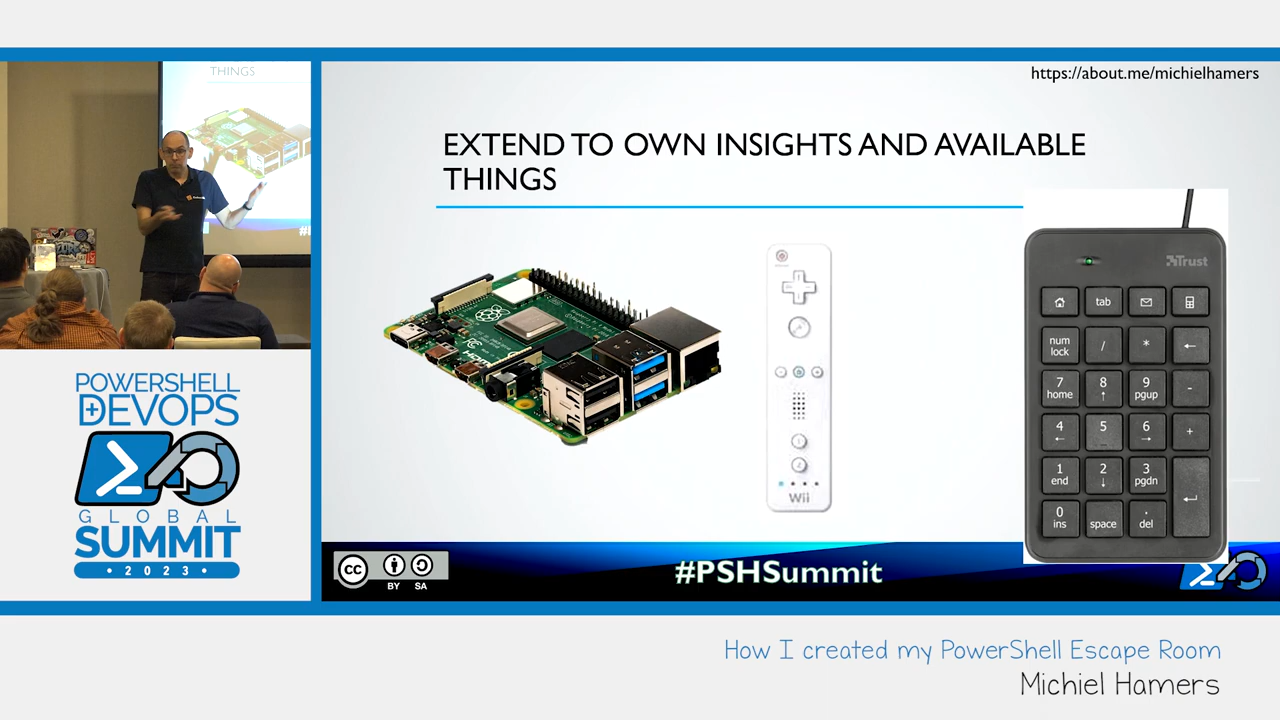 THINGS
https://about.me/michielhamers
EXTEND TO OWN INSIGHTS AND AVAILABLE
THINGS
Trust
tab
num
lock
/
*
←
7
home
8
↑
9
pgup
-
4
←
5
6
→
+
1
end
2
↓
3
pgdn
0
ins
space
.
del
Wii
POWERSHELL
+DEVOPS
GLOBAL
SUMMIT
• 2023 •
CC
BY
SA
#PSHSummit
How I created my PowerShell Escape Room
Michiel Hamers